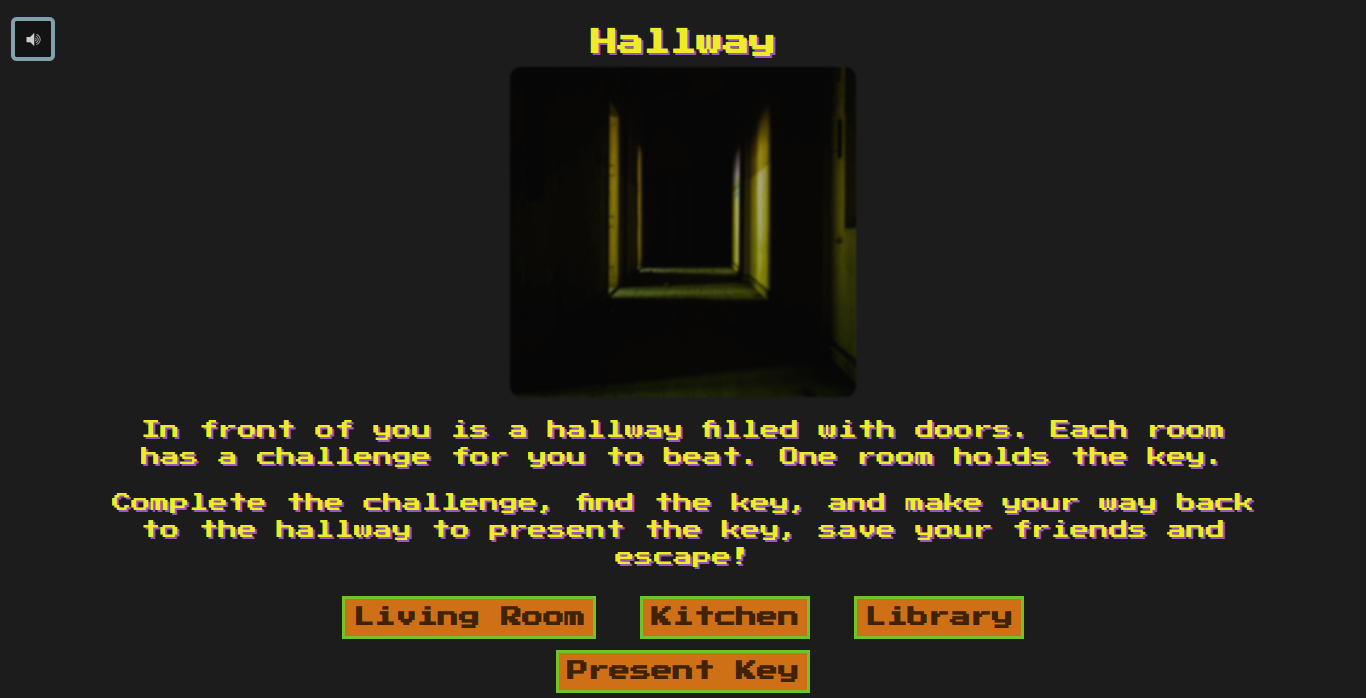 Hallway
In front of you is a hallway filled with doors. Each room
has a challenge for you to beat. One room holds the key.
Complete the challenge, find the key, and make your way back
to the hallway to present the key, save your friends and
escape!
Living Room Kitchen Library
Present Key